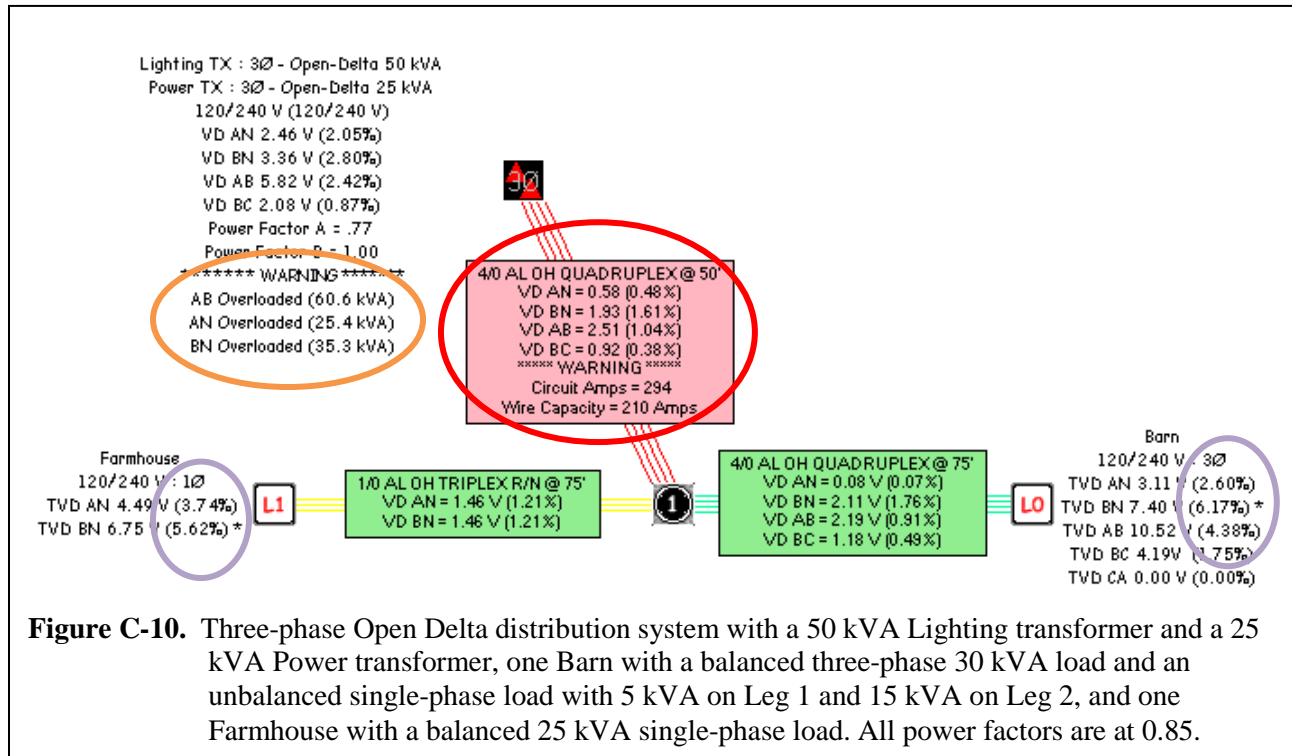 Lighting TX : 3Ø - Open-Delta 50 kVA
Power TX : 3Ø - Open-Delta 25 kVA
120/240 V (120/240 V)
VD AN 2.46 V (2.05%)
VD BN 3.36 V (2.80%)
VD AB 5.82 V (2.42%)
VD BC 2.08 V (0.87%)
Power Factor A = .77
Power Factor B = 1.00
******* WARNING *******
AB Overloaded (60.6 kVA)
AN Overloaded (25.4 kVA)
BN Overloaded (35.3 kVA)
3Ø
4/0 AL OH QUADRUPLEX @ 50'
VD AN = 0.58 (0.48%)
VD BN = 1.93 (1.61%)
VD AB = 2.51 (1.04%)
VD BC = 0.92 (0.38%)
***** WARNING *****
Circuit Amps = 294
Wire Capacity = 210 Amps
Farmhouse
120/240 V : 1Ø
TVD AN 4.49 V (3.74%)
TVD BN 6.75 V (5.62%) *
L1
1/0 AL OH TRIPLEX R/N @ 75'
VD AN = 1.46 V (1.21%)
VD BN = 1.46 V (1.21%)
1
4/0 AL OH QUADRUPLEX @ 75'
VD AN = 0.08 V (0.07%)
VD BN = 2.11 V (1.76%)
VD AB = 2.19 V (0.91%)
VD BC = 1.18 V (0.49%)
L0
Barn
120/240 V : 3Ø
TVD AN 3.11 V (2.60%)
TVD BN 7.40 V (6.17%) *
TVD AB 10.52 V (4.38%)
TVD BC 4.19V (1.75%)
TVD CA 0.00 V (0.00%)
Figure C-10. Three-phase Open Delta distribution system with a 50 kVA Lighting transformer and a 25
kVA Power transformer, one Barn with a balanced three-phase 30 kVA load and an
unbalanced single-phase load with 5 kVA on Leg 1 and 15 kVA on Leg 2, and one
Farmhouse with a balanced 25 kVA single-phase load. All power factors are at 0.85.